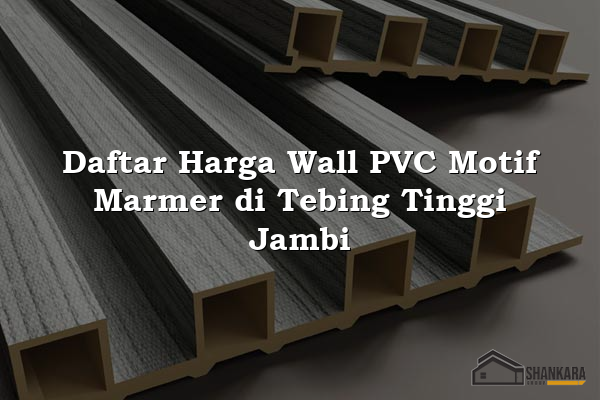 Daftar Harga Wall PVC Motif
Marmer di Tebing Tinggi
Jambi
SHANKARA